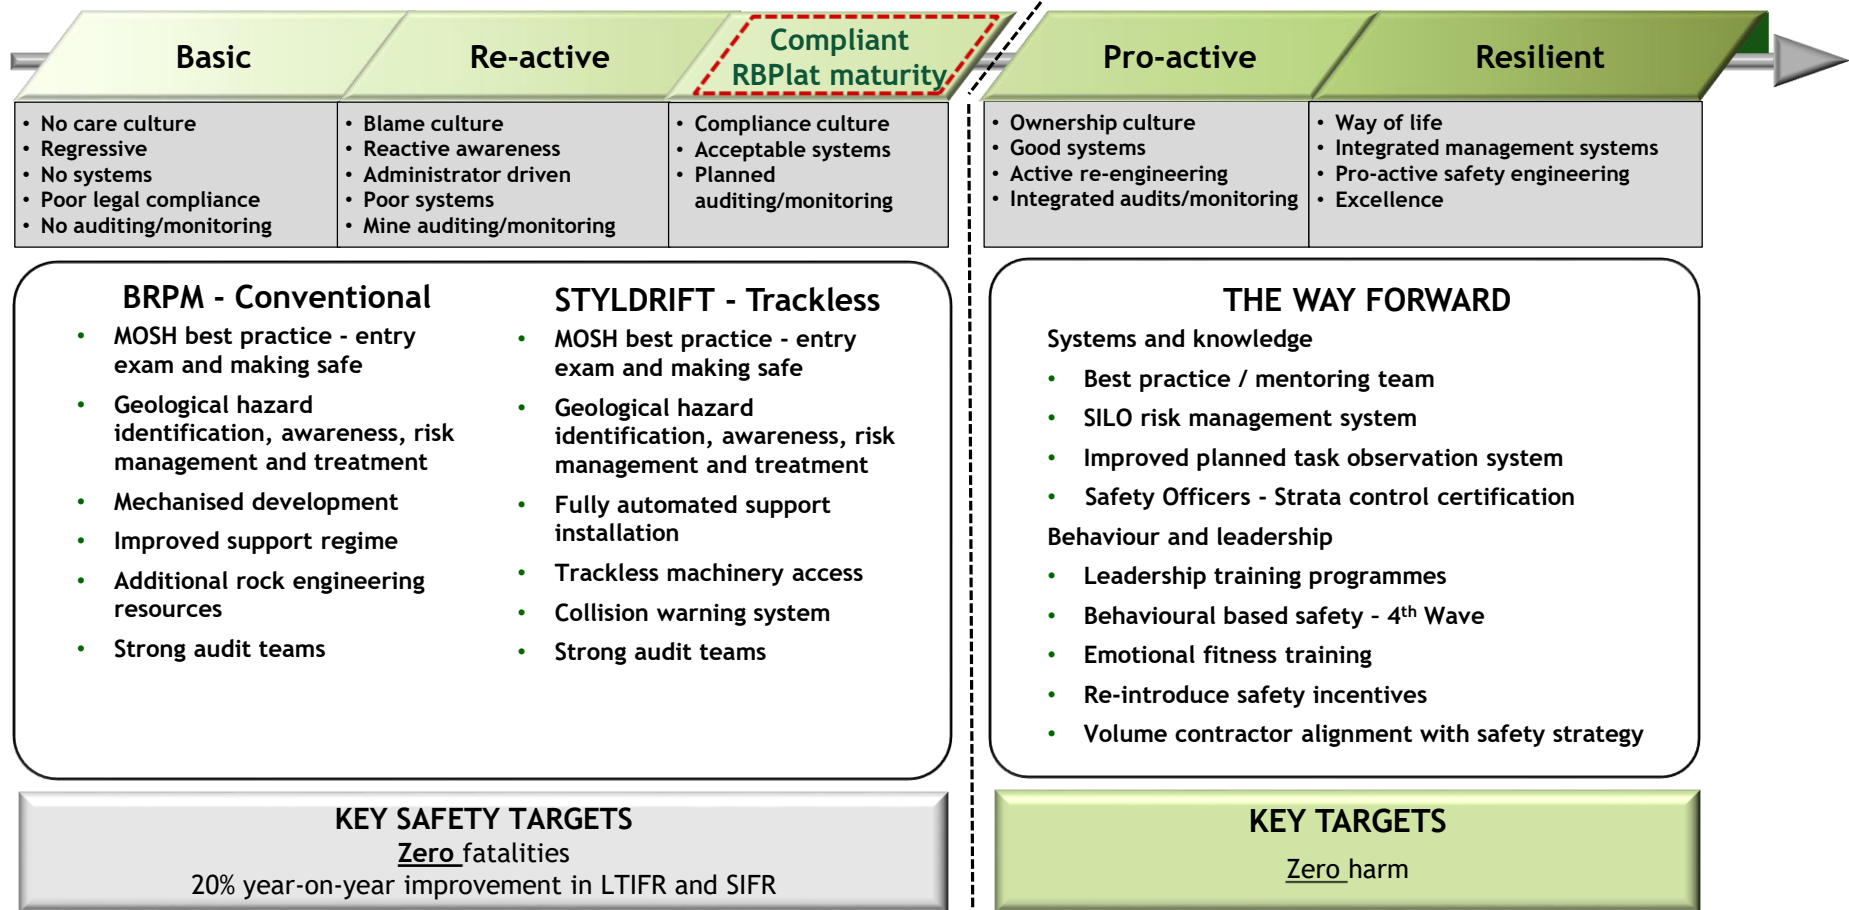 Basic
Re-active
Compliant
RBPlat maturity
Pro-active
Resilient
• No care culture
• Regressive
• No systems
• Poor legal compliance
• No auditing/monitoring
• Blame culture
• Reactive awareness
• Administrator driven
• Poor systems
• Mine auditing/monitoring
• Compliance culture
• Acceptable systems
• Planned
auditing/monitoring
• Ownership culture
• Good systems
• Active re-engineering
• Integrated audits/monitoring
• Way of life
• Integrated management systems
• Pro-active safety engineering
• Excellence
BRPM - Conventional
• MOSH best practice - entry
exam and making safe
• Geological hazard
identification, awareness, risk
management and treatment
• Mechanised development
• Improved support regime
• Additional rock engineering
resources
• Strong audit teams
STYLDRIFT - Trackless
• MOSH best practice - entry
exam and making safe
• Geological hazard
identification, awareness, risk
management and treatment
• Fully automated support
installation
• Trackless machinery access
• Collision warning system
• Strong audit teams
THE WAY FORWARD
Systems and knowledge
• Best practice / mentoring team
• SILO risk management system
• Improved planned task observation system
• Safety Officers - Strata control certification
Behaviour and leadership
• Leadership training programmes
• Behavioural based safety – 4th Wave
• Emotional fitness training
• Re-introduce safety incentives
• Volume contractor alignment with safety strategy
KEY SAFETY TARGETS
Zero fatalities
20% year-on-year improvement in LTIFR and SIFR
KEY TARGETS
Zero harm